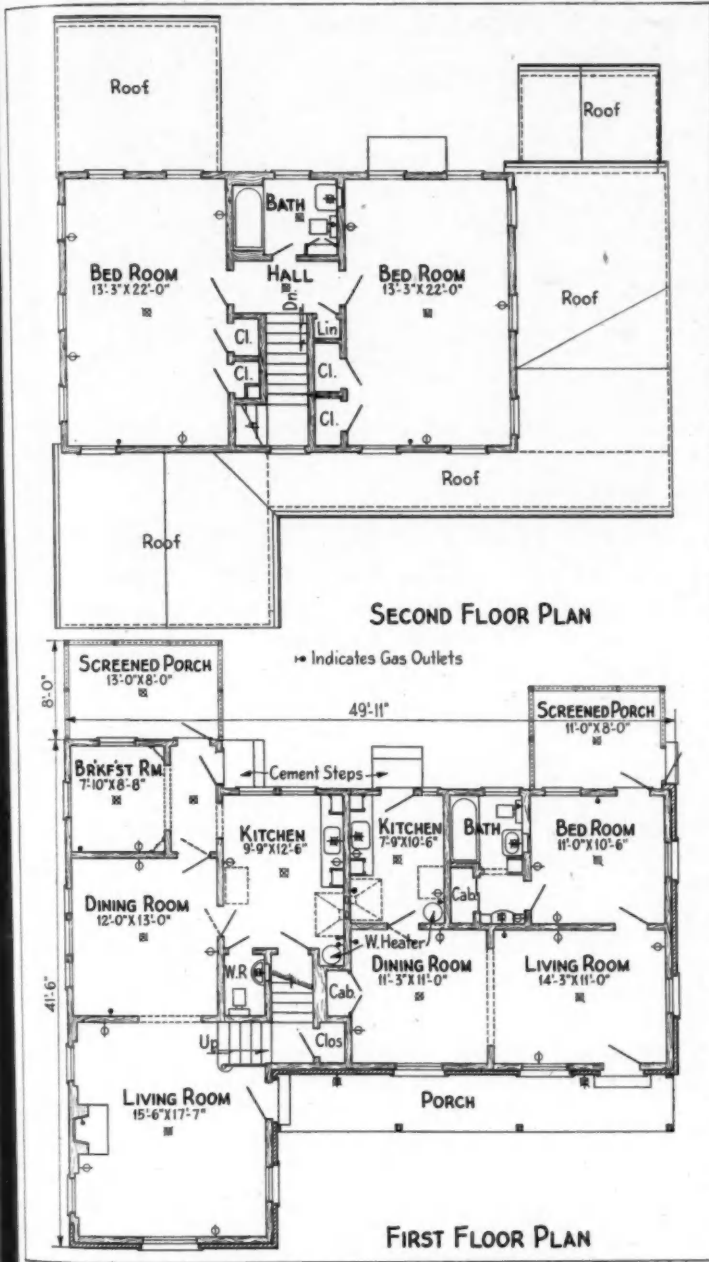 Roof
Roof
BATH
BED ROOM
13'-3"X22'-0"
HALL
BED ROOM
13'-3"X22'-0"
Roof
Dn.
Cl.
Lin
Cl.
Cl.
Cl.
Roof
Roof
SECOND FLOOR PLAN
Indicates Gas Outlets
SCREENED PORCH
13'-0"X8'-0"
8'-0"
49'-11"
SCREENED PORCH
11'-0"X8'-0"
BR'KF'ST RM.
7'-10"X8'-8"
Cement Steps
KITCHEN
9'-9"X12'-6"
KITCHEN
7'-9"X10'-6"
BATH
BED ROOM
11'-0"X10'-6"
DINING ROOM
12'-0"X13'-0"
Cab.
W.Heater
W.R
DINING ROOM
11'-3"X11'-0"
LIVING ROOM
14'-3"X11'-0"
Cab.
41'-6"
Up
Clos
LIVING ROOM
15'-6"X17'-7"
PORCH
FIRST FLOOR PLAN